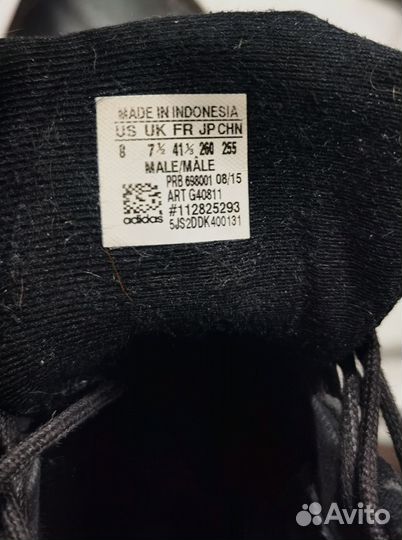 MADE IN INDONESIA
US UK FR JP CHN
8 7½ 41⅓ 260 255
MALE/MÂLE
PRB 698001 08/15
ART G40811
#112825293
5JS2DDK400131
adidas
Avito